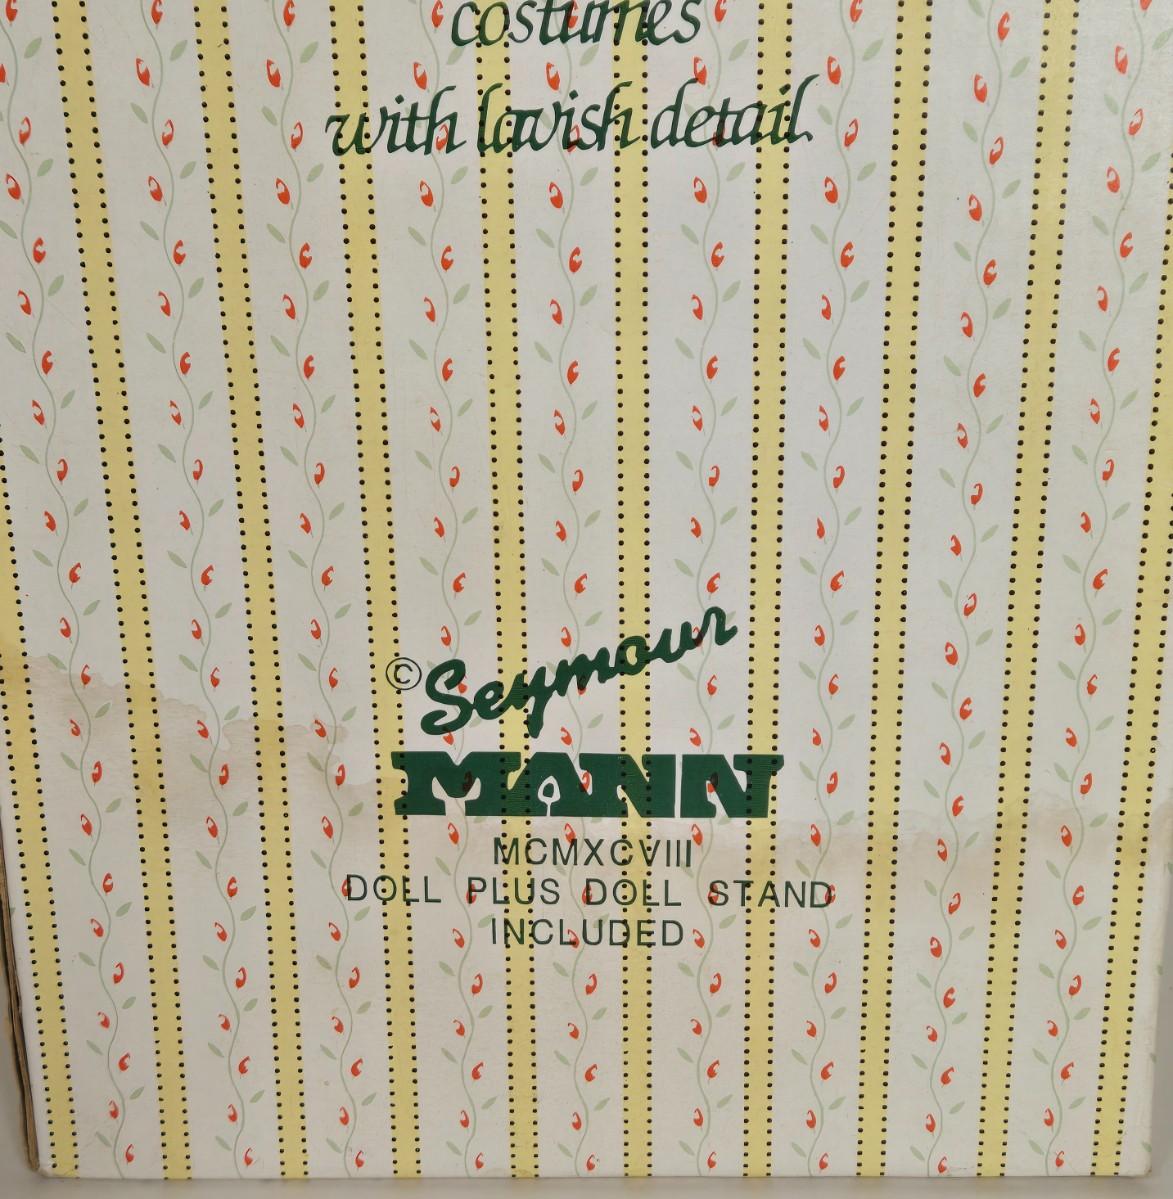 costumes
with lavish detail.
© Seymour
MANN
MCMXCVIII
DOLL PLUS DOLL STAND
INCLUDED